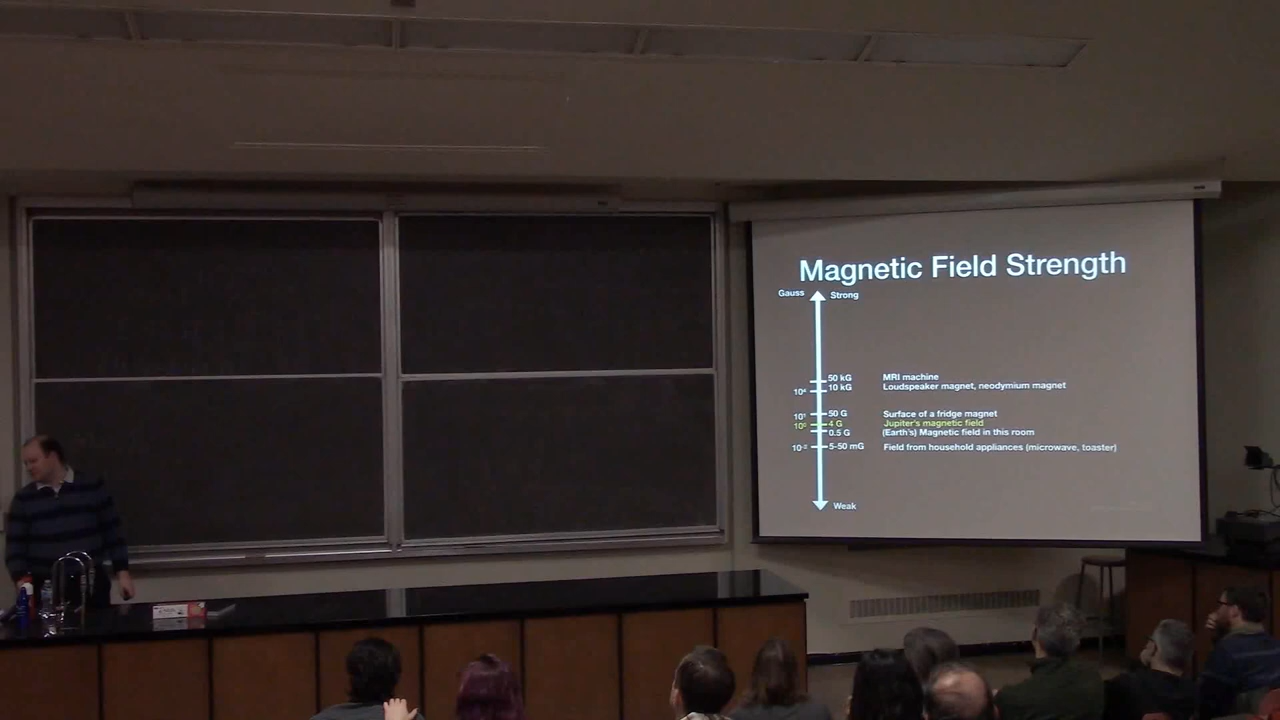 Magnetic Field Strength
Gauss Strong
50 kG MRI machine
10⁴ 10 kG Loudspeaker magnet, neodymium magnet
10¹ 50 G Surface of a fridge magnet
10⁰ 4 G Jupiter's magnetic field
0.5 G (Earth's) Magnetic field in this room
5-50 mG Field from household appliances (microwave, toaster)
Weak